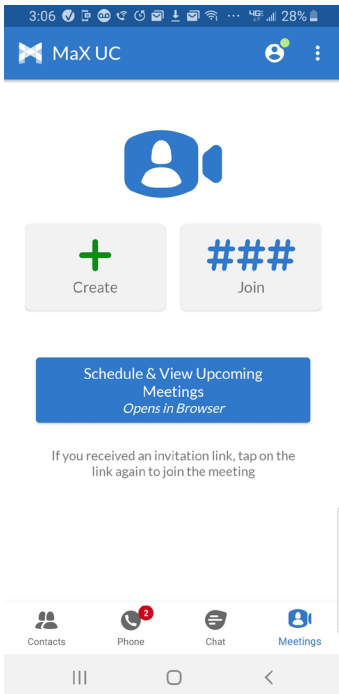 3:06 4GE 28%
MaX UC
###
Create Join
Schedule & View Upcoming
Meetings
Opens in Browser
If you received an invitation link, tap on the
link again to join the meeting
2
Contacts Phone Chat Meetings